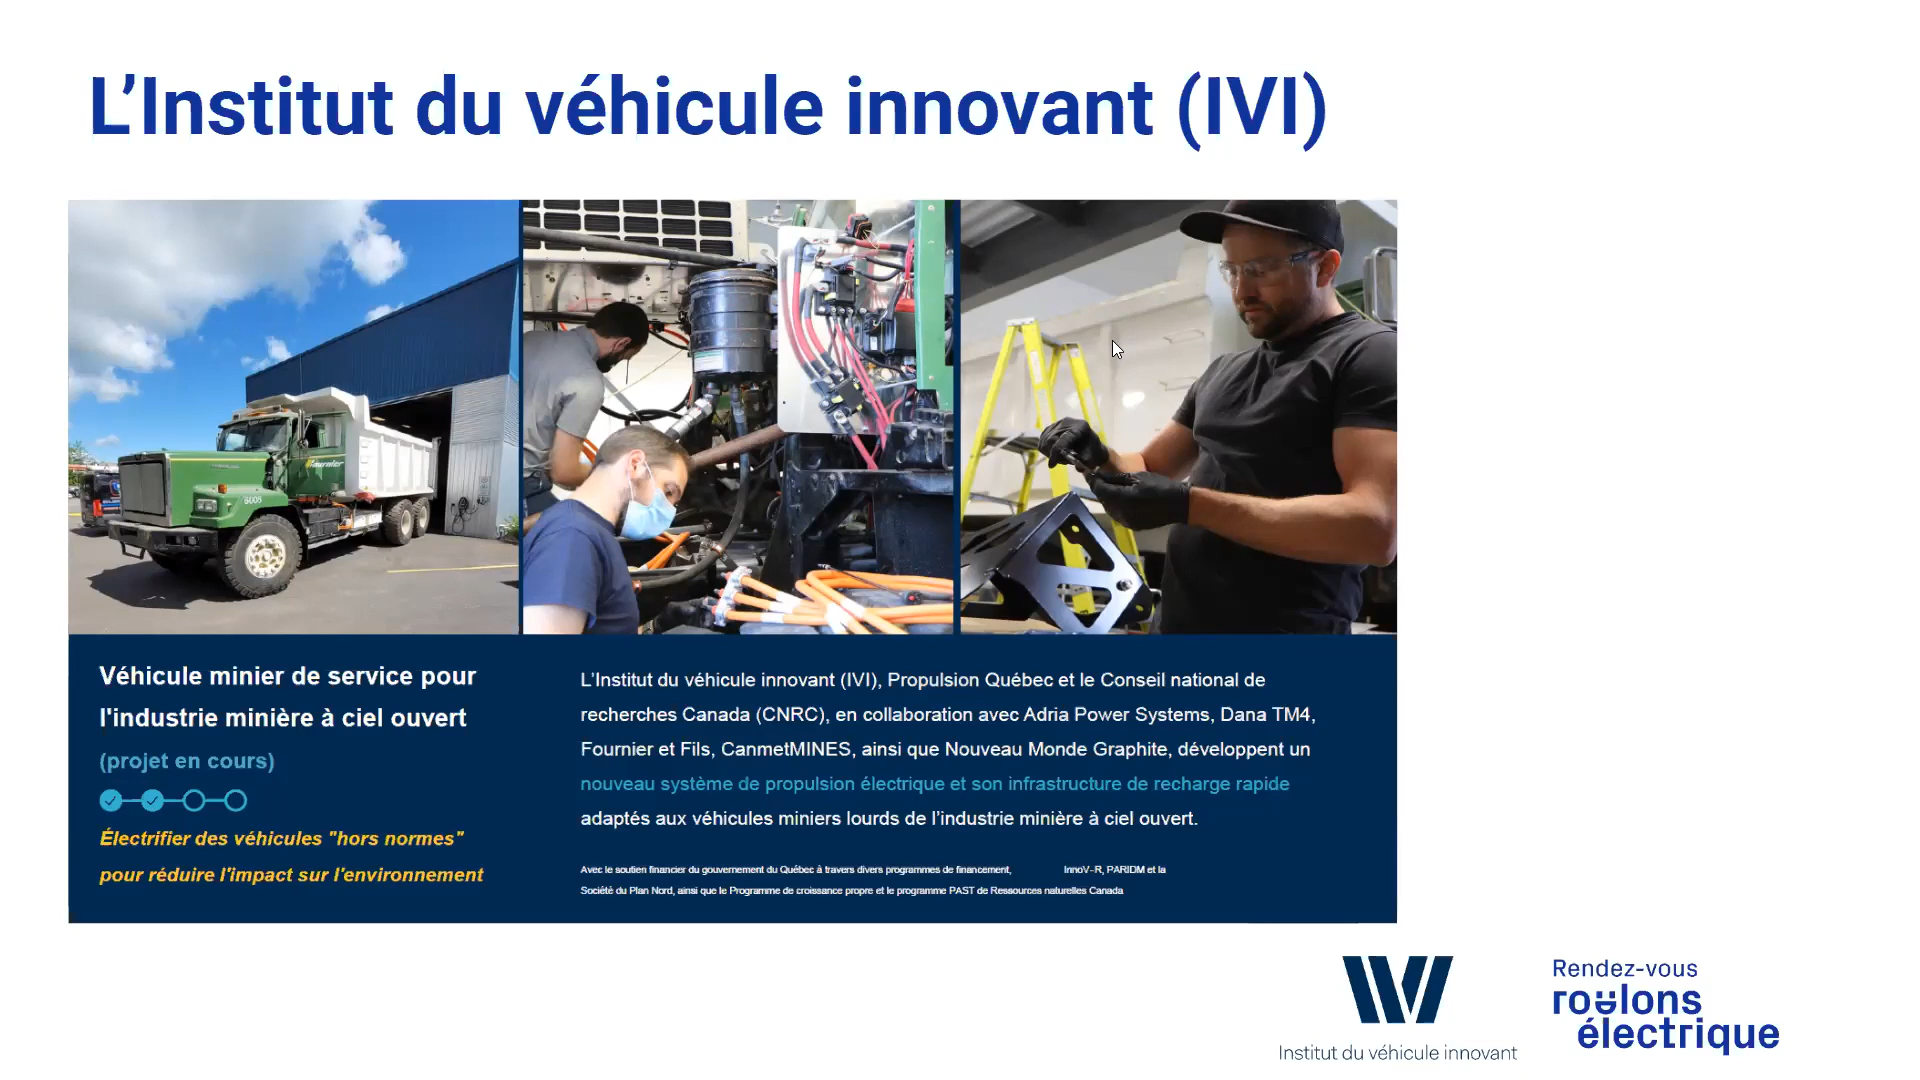 L’Institut du véhicule innovant (IVI)
Fournier
6009
Véhicule minier de service pour
l'industrie minière à ciel ouvert
(projet en cours)
Électrifier des véhicules "hors normes"
pour réduire l'impact sur l'environnement
L’Institut du véhicule innovant (IVI), Propulsion Québec et le Conseil national de
recherches Canada (CNRC), en collaboration avec Adria Power Systems, Dana TM4,
Fournier et Fils, CanmetMINES, ainsi que Nouveau Monde Graphite, développent un
nouveau système de propulsion électrique et son infrastructure de recharge rapide
adaptés aux véhicules miniers lourds de l’industrie minière à ciel ouvert.
Avec le soutien financier du gouvernement du Québec à travers divers programmes de financement, InnoV-R, PARIDM et la
Société du Plan Nord, ainsi que le Programme de croissance propre et le programme PAST de Ressources naturelles Canada
IVI
Institut du véhicule innovant
Rendez-vous
roulons
électrique